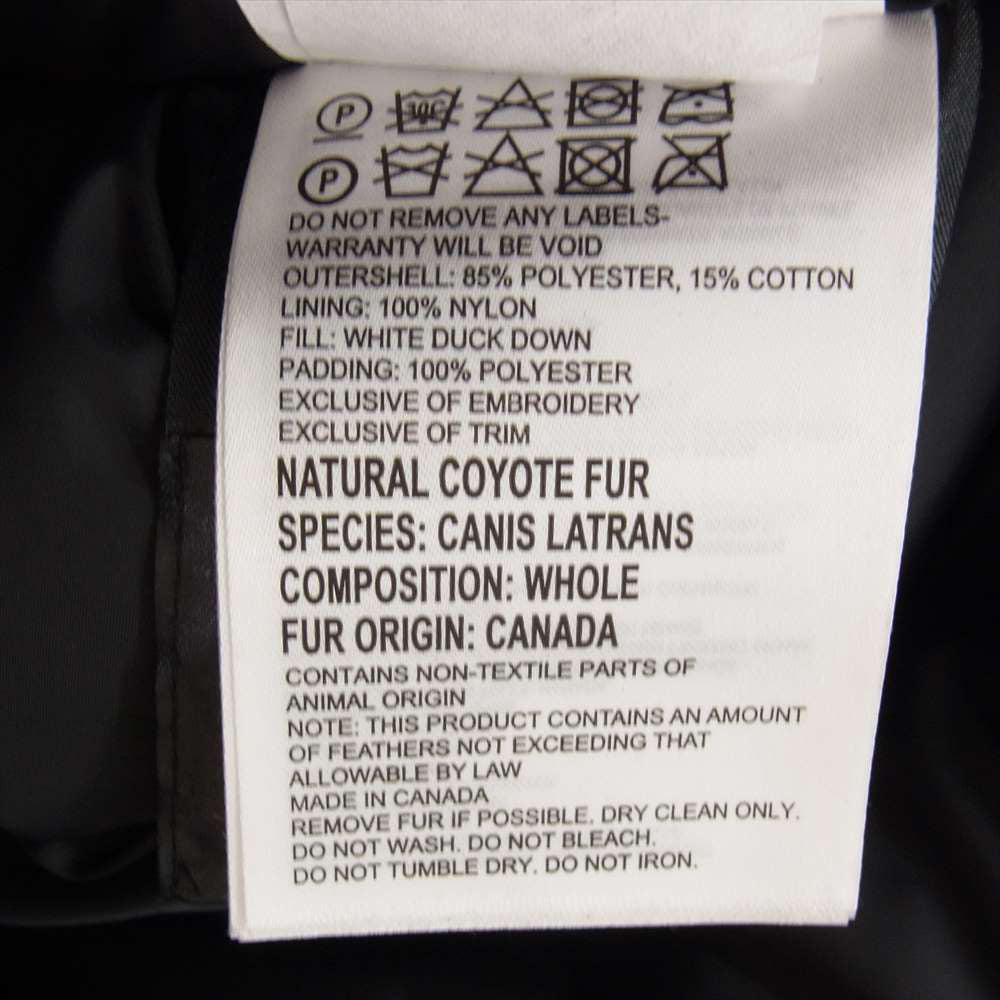 P 30C
P
DO NOT REMOVE ANY LABELS-
WARRANTY WILL BE VOID
OUTERSHELL: 85% POLYESTER, 15% COTTON
LINING: 100% NYLON
FILL: WHITE DUCK DOWN
PADDING: 100% POLYESTER
EXCLUSIVE OF EMBROIDERY
EXCLUSIVE OF TRIM
NATURAL COYOTE FUR
SPECIES: CANIS LATRANS
COMPOSITION: WHOLE
FUR ORIGIN: CANADA
CONTAINS NON-TEXTILE PARTS OF
ANIMAL ORIGIN
NOTE: THIS PRODUCT CONTAINS AN AMOUNT
OF FEATHERS NOT EXCEEDING THAT
ALLOWABLE BY LAW
MADE IN CANADA
REMOVE FUR IF POSSIBLE. DRY CLEAN ONLY.
DO NOT WASH. DO NOT BLEACH.
DO NOT TUMBLE DRY. DO NOT IRON.